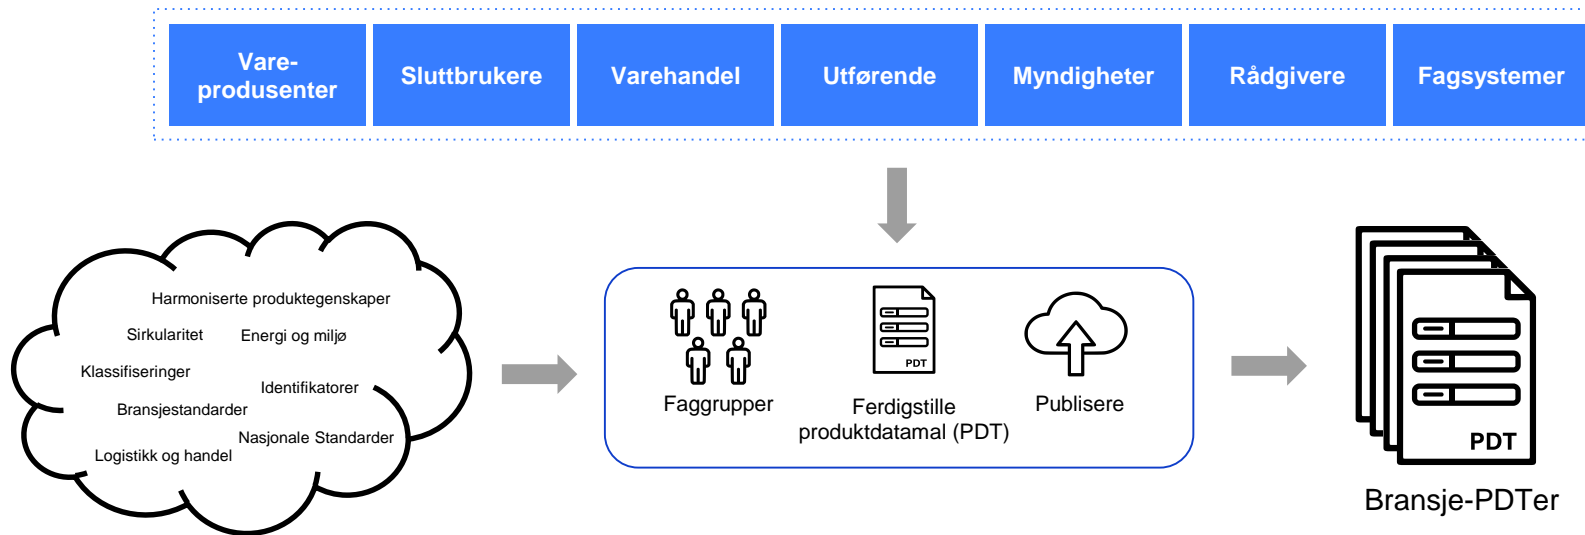 Vare-
produsenter
Sluttbrukere
Varehandel
Utførende
Myndigheter
Rådgivere
Fagsystemer
Harmoniserte produktegenskaper
Sirkularitet
Energi og miljø
Klassifiseringer
Identifikatorer
Bransjestandarder
Nasjonale Standarder
Logistikk og handel
Faggrupper
PDT
Ferdigstille
produktdatamal (PDT)
Publisere
PDT
Bransje-PDTer